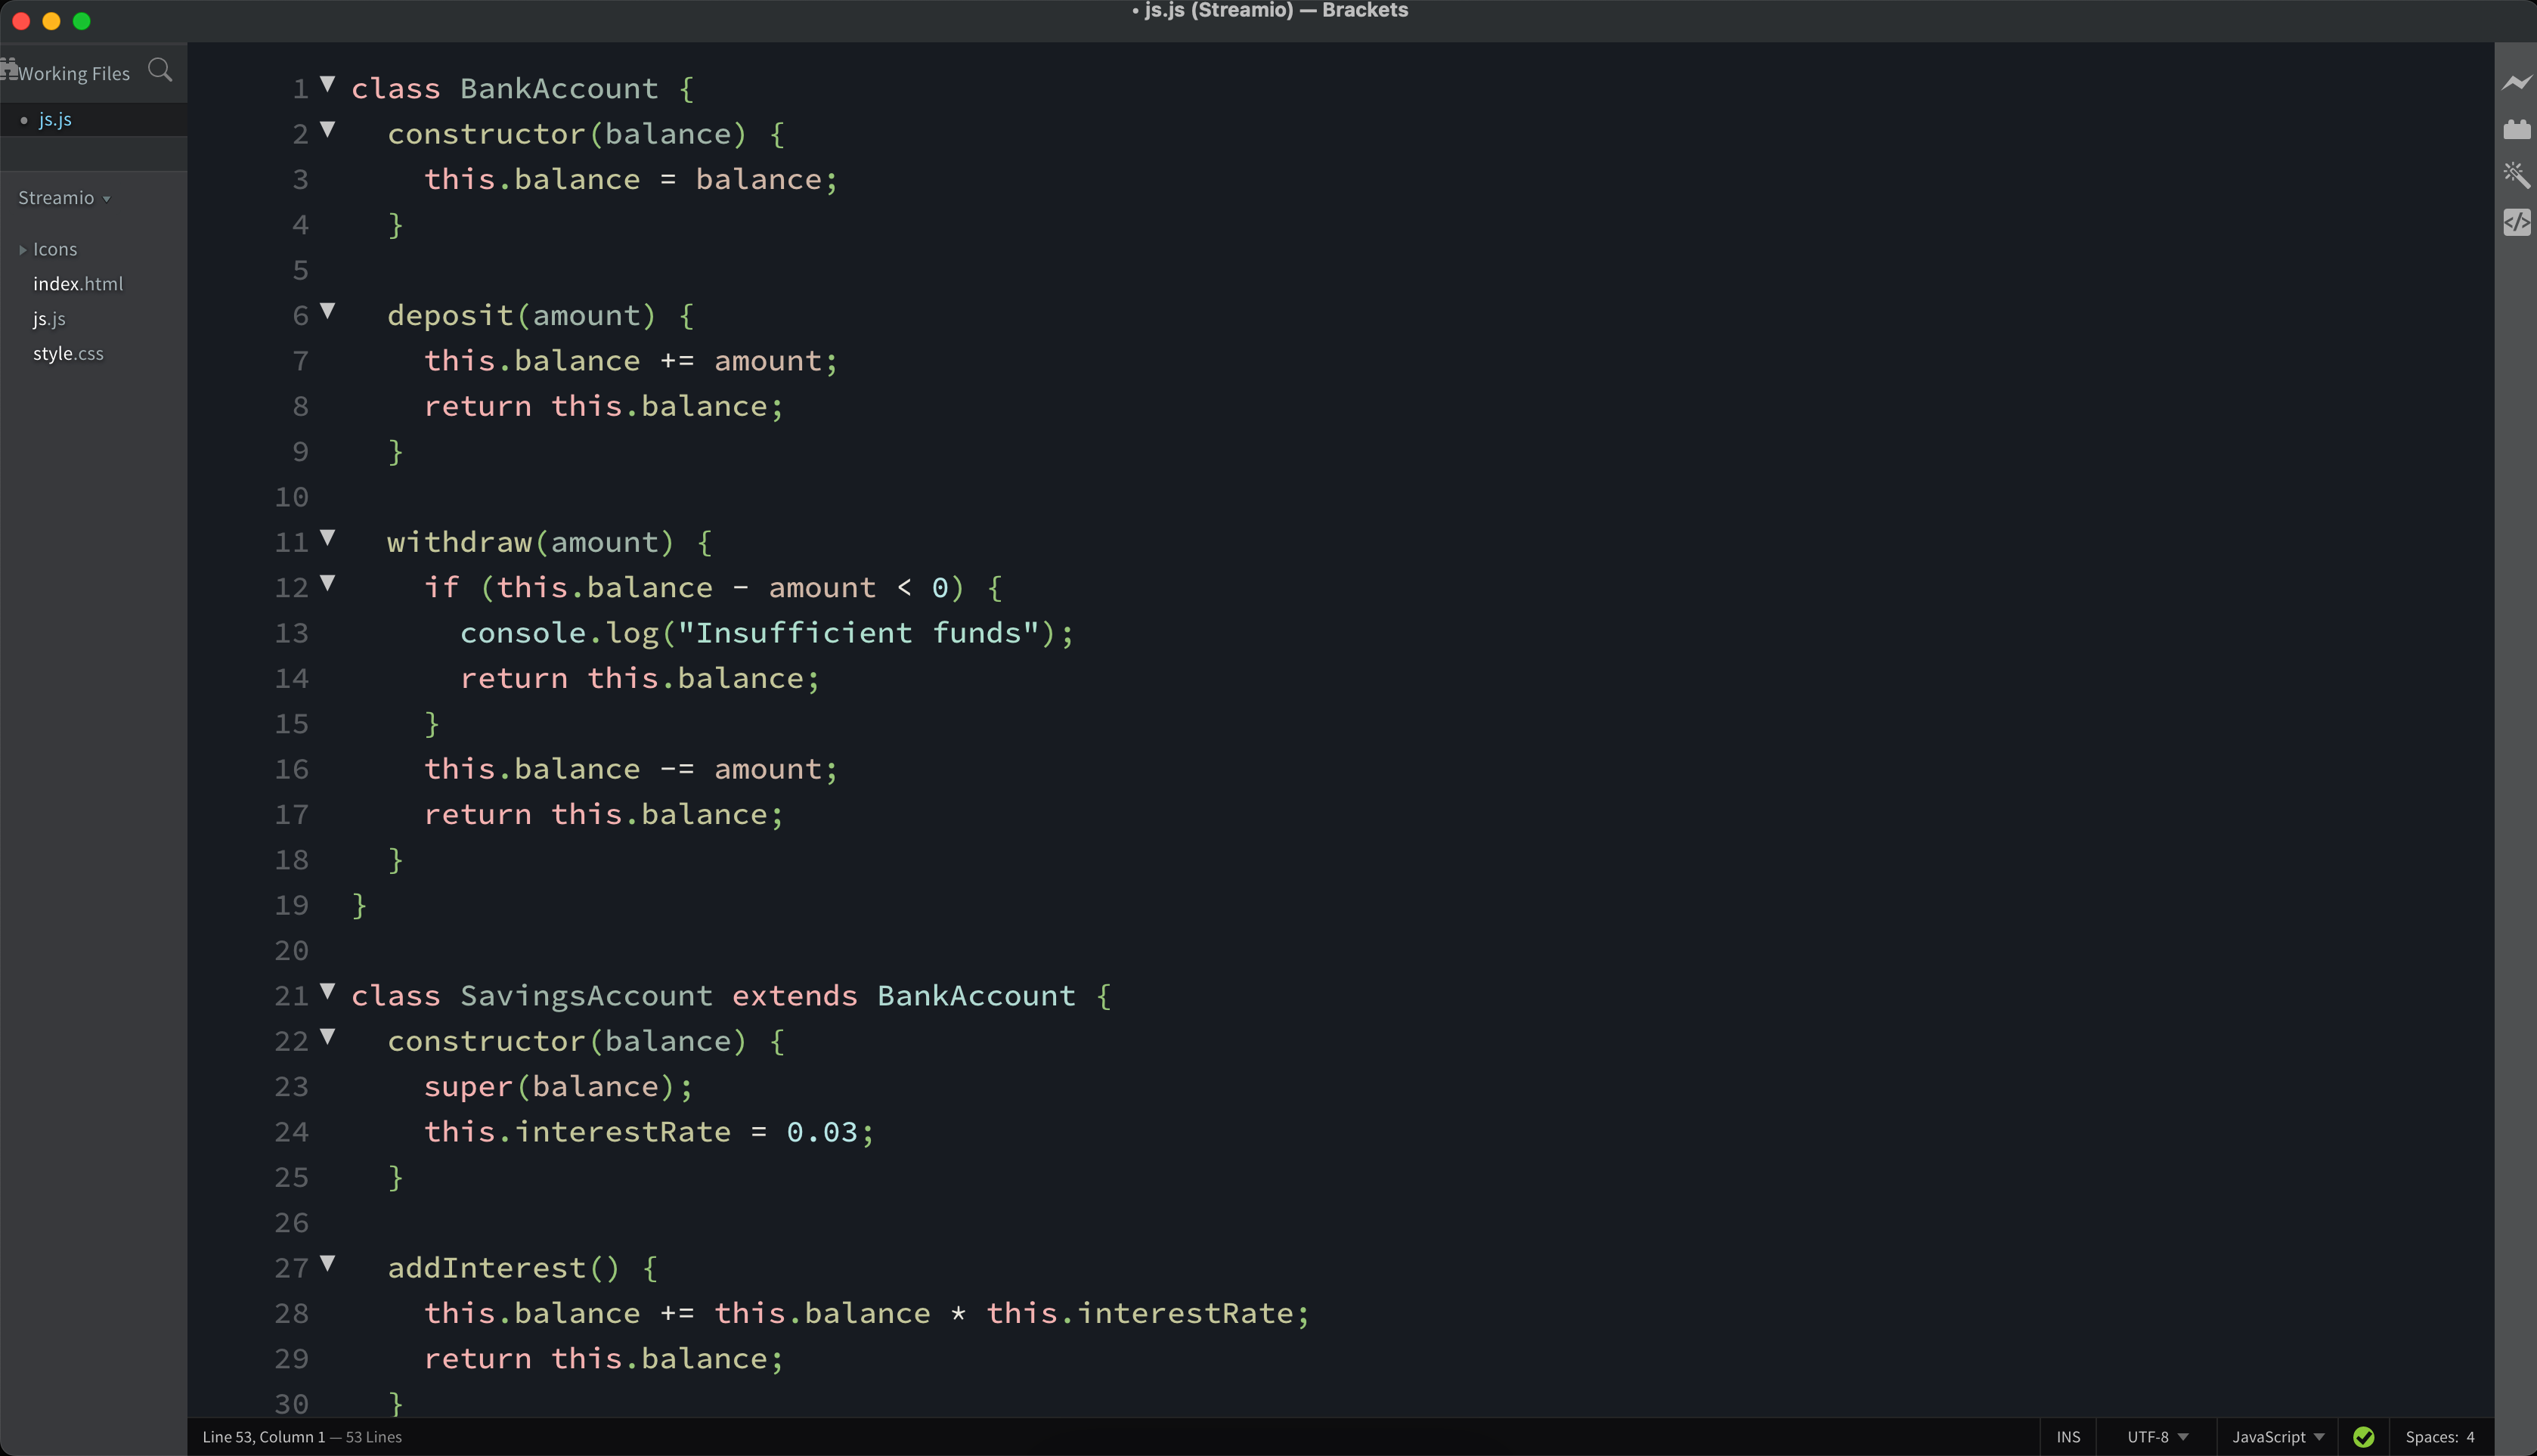 • js.js (Streamio) — Brackets
Working Files
• js.js
Streamio
Icons
index.html
js.js
style.css
1 class BankAccount {
2   constructor(balance) {
3     this.balance = balance;
4   }
5
6   deposit(amount) {
7     this.balance += amount;
8     return this.balance;
9   }
10
11   withdraw(amount) {
12     if (this.balance - amount < 0) {
13       console.log("Insufficient funds");
14       return this.balance;
15     }
16     this.balance -= amount;
17     return this.balance;
18   }
19 }
20
21 class SavingsAccount extends BankAccount {
22   constructor(balance) {
23     super(balance);
24     this.interestRate = 0.03;
25   }
26
27   addInterest() {
28     this.balance += this.balance * this.interestRate;
29     return this.balance;
30   }
Line 53, Column 1 — 53 Lines
INS UTF-8 JavaScript Spaces: 4